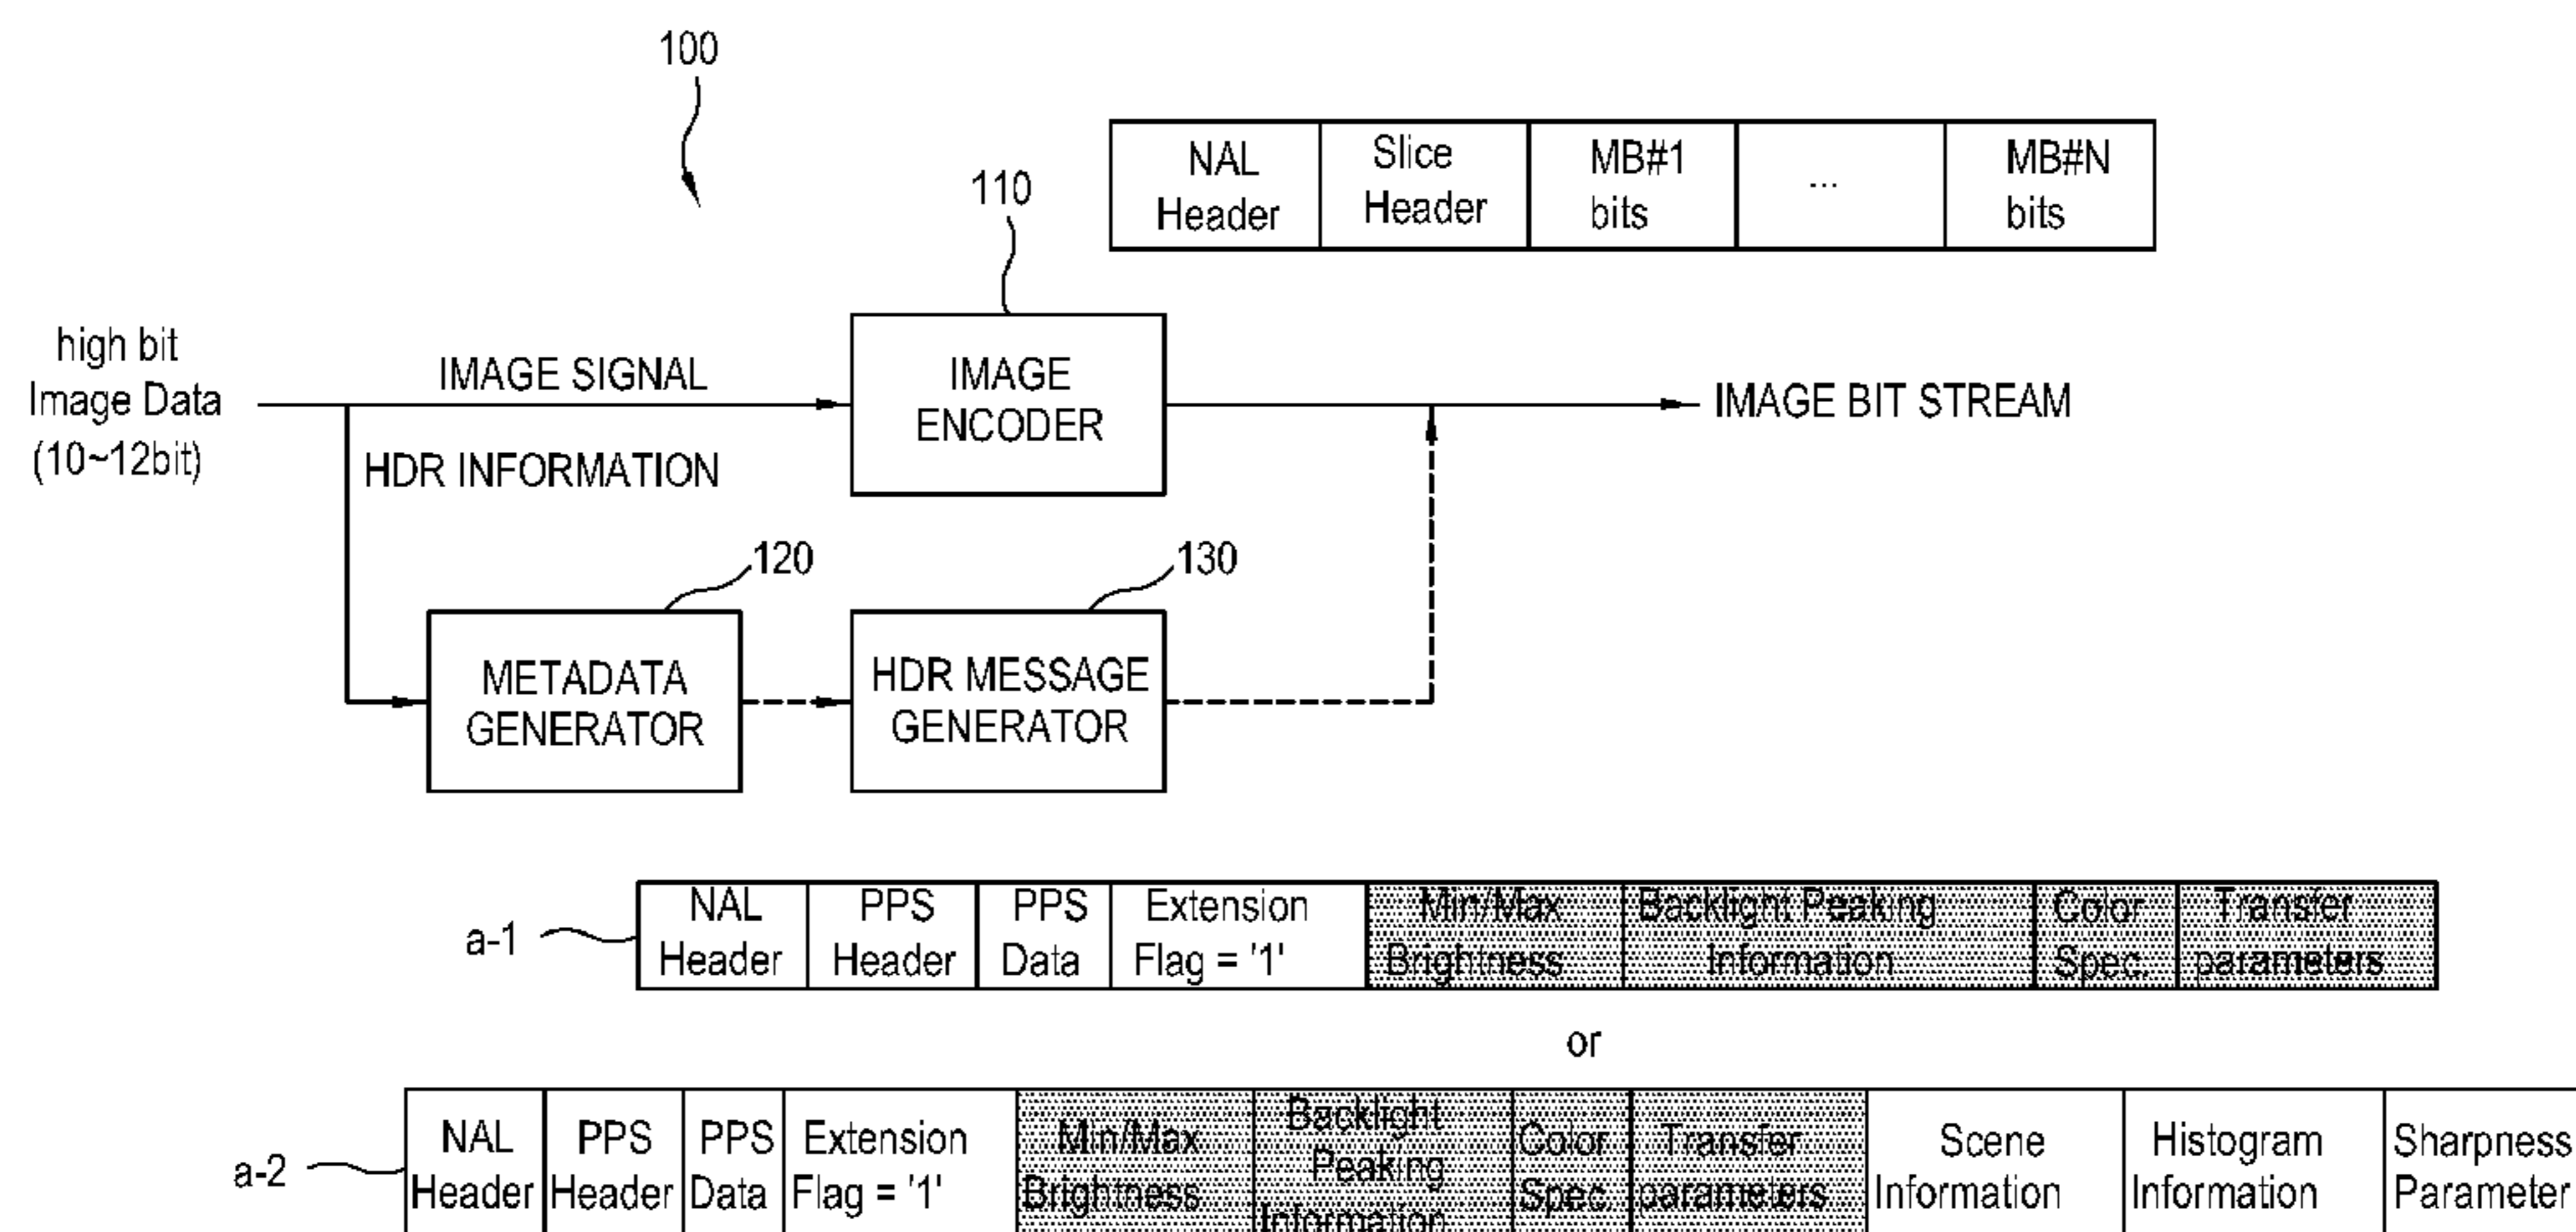 100
110
NAL
Header
Slice
Header
MB#1
bits
...
MB#N
bits
high bit
Image Data
(10~12bit)
IMAGE SIGNAL
HDR INFORMATION
IMAGE
ENCODER
IMAGE BIT STREAM
120
130
METADATA
GENERATOR
HDR MESSAGE
GENERATOR
a-1
NAL
Header
PPS
Header
PPS
Data
Extension
Flag = '1'
Min/Max
Brightness
Backlight Peaking
Information
Color
Spec.
Transfer
parameters
or
a-2
NAL
Header
PPS
Header
PPS
Data
Extension
Flag = '1'
Min/Max
Brightness
Backlight
Peaking
Information
Color
Spec.
Transfer
parameters
Scene
Information
Histogram
Information
Sharpness
Parameter